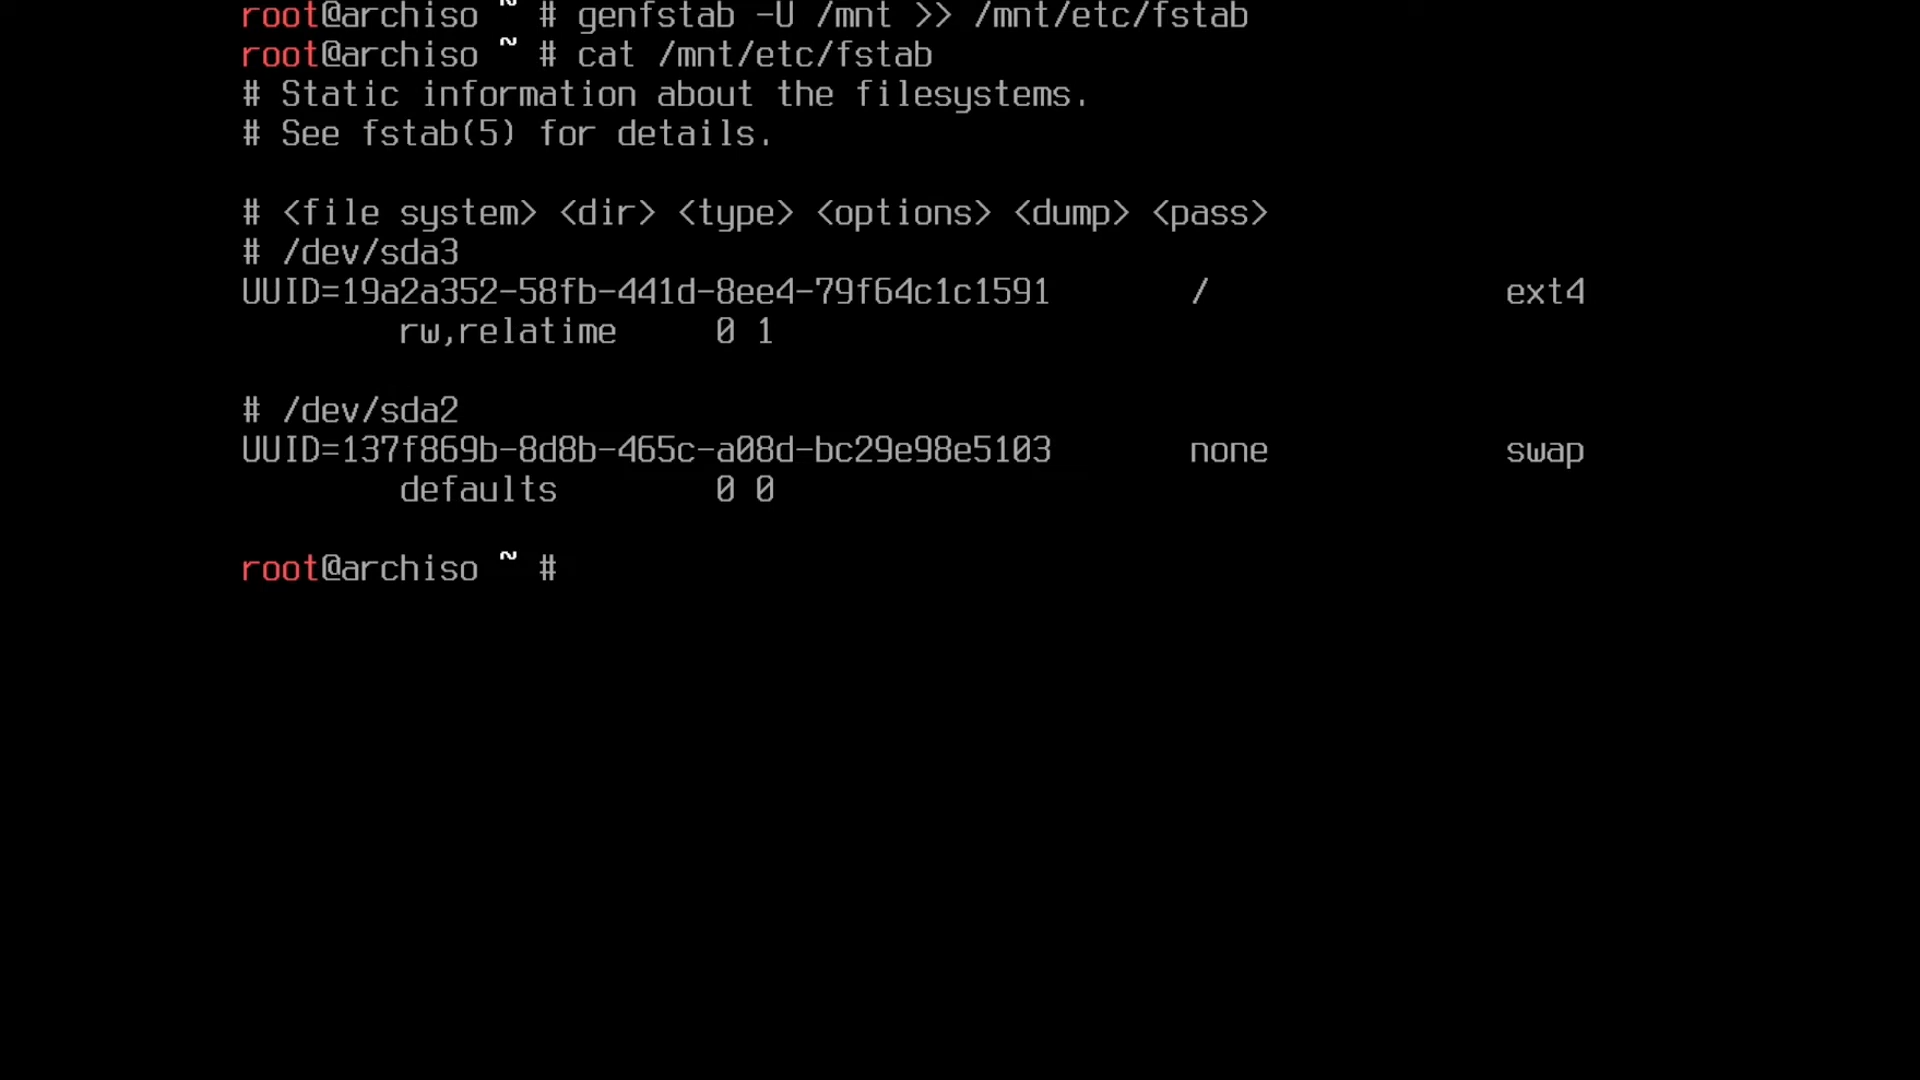 root@archiso ~ # genfstab -U /mnt >> /mnt/etc/fstab
root@archiso ~ # cat /mnt/etc/fstab
# Static information about the filesystems.
# See fstab(5) for details.
# <file system> <dir> <type> <options> <dump> <pass>
# /dev/sda3
UUID=19a2a352-58fb-441d-8ee4-79f64c1c1591 / ext4
rw,relatime 0 1
# /dev/sda2
UUID=137f869b-8d8b-465c-a08d-bc29e98e5103 none swap
defaults 0 0
root@archiso ~ #